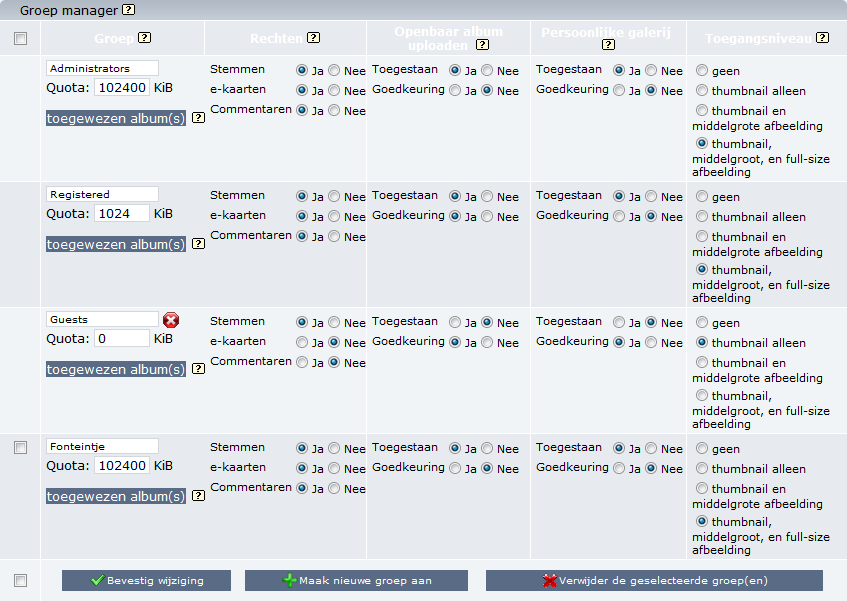 Groep manager ?
Groep ? Rechten ? Openbaar album uploaden ? Persoonlijke galerij ? Toegangsniveau ?
Administrators
Quota: 102400 KiB
toegewezen album(s) ?
Stemmen Ja Nee
e-kaarten Ja Nee
Commentaren Ja Nee
Toegestaan Ja Nee
Goedkeuring Ja Nee
Toegestaan Ja Nee
Goedkeuring Ja Nee
geen
thumbnail alleen
thumbnail en
middelgrote afbeelding
thumbnail,
middelgroot, en full-size
afbeelding
Registered
Quota: 1024 KiB
toegewezen album(s) ?
Stemmen Ja Nee
e-kaarten Ja Nee
Commentaren Ja Nee
Toegestaan Ja Nee
Goedkeuring Ja Nee
Toegestaan Ja Nee
Goedkeuring Ja Nee
geen
thumbnail alleen
thumbnail en
middelgrote afbeelding
thumbnail,
middelgroot, en full-size
afbeelding
Guests
Quota: 0 KiB
toegewezen album(s) ?
Stemmen Ja Nee
e-kaarten Ja Nee
Commentaren Ja Nee
Toegestaan Ja Nee
Goedkeuring Ja Nee
Toegestaan Ja Nee
Goedkeuring Ja Nee
geen
thumbnail alleen
thumbnail en
middelgrote afbeelding
thumbnail,
middelgroot, en full-size
afbeelding
Fonteintje
Quota: 102400 KiB
toegewezen album(s) ?
Stemmen Ja Nee
e-kaarten Ja Nee
Commentaren Ja Nee
Toegestaan Ja Nee
Goedkeuring Ja Nee
Toegestaan Ja Nee
Goedkeuring Ja Nee
geen
thumbnail alleen
thumbnail en
middelgrote afbeelding
thumbnail,
middelgroot, en full-size
afbeelding
Bevestig wijziging Maak nieuwe groep aan Verwijder de geselecteerde groep(en)